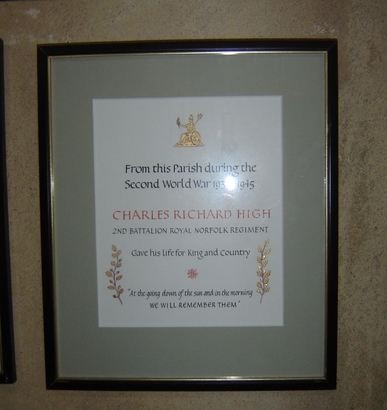 From this Parish during the
Second World War 1945
CHARLES RICHARD HIGH
2ND BATTALION ROYAL NORFOLK REGIMENT
Gave his life for King and Country
"At the going down of the sun and in the morning
WE WILL REMEMBER THEM"